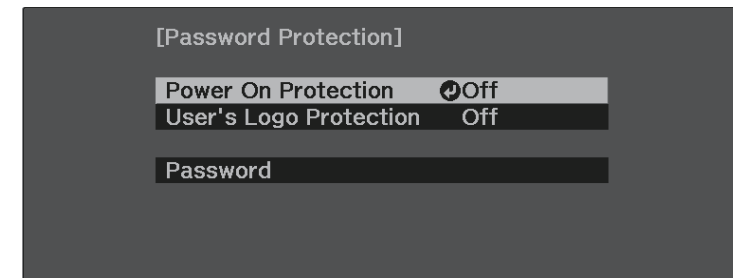 [Password Protection]
Power On Protection Off
User's Logo Protection Off
Password